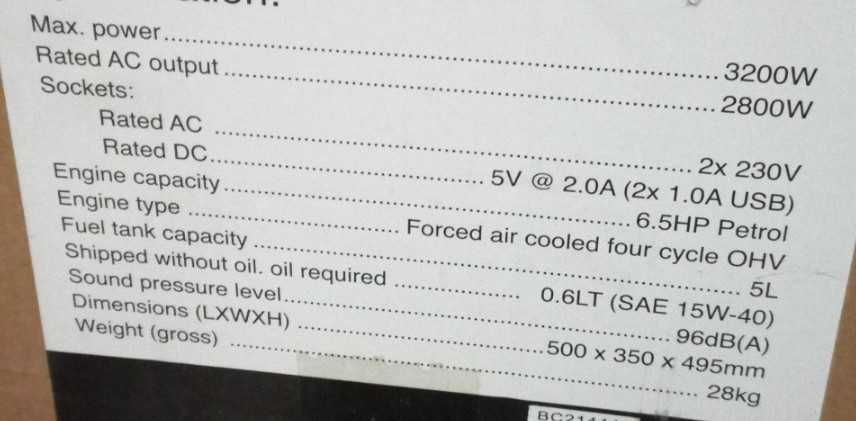 Max. power 3200W
Rated AC output 2800W
Sockets:
Rated AC 2x 230V
Rated DC 5V @ 2.0A (2x 1.0A USB)
Engine capacity 6.5HP Petrol
Engine type Forced air cooled four cycle OHV
Fuel tank capacity 5L
Shipped without oil. oil required 0.6LT (SAE 15W-40)
Sound pressure level 96dB(A)
Dimensions (LXWXH) 500 x 350 x 495mm
Weight (gross) 28kg